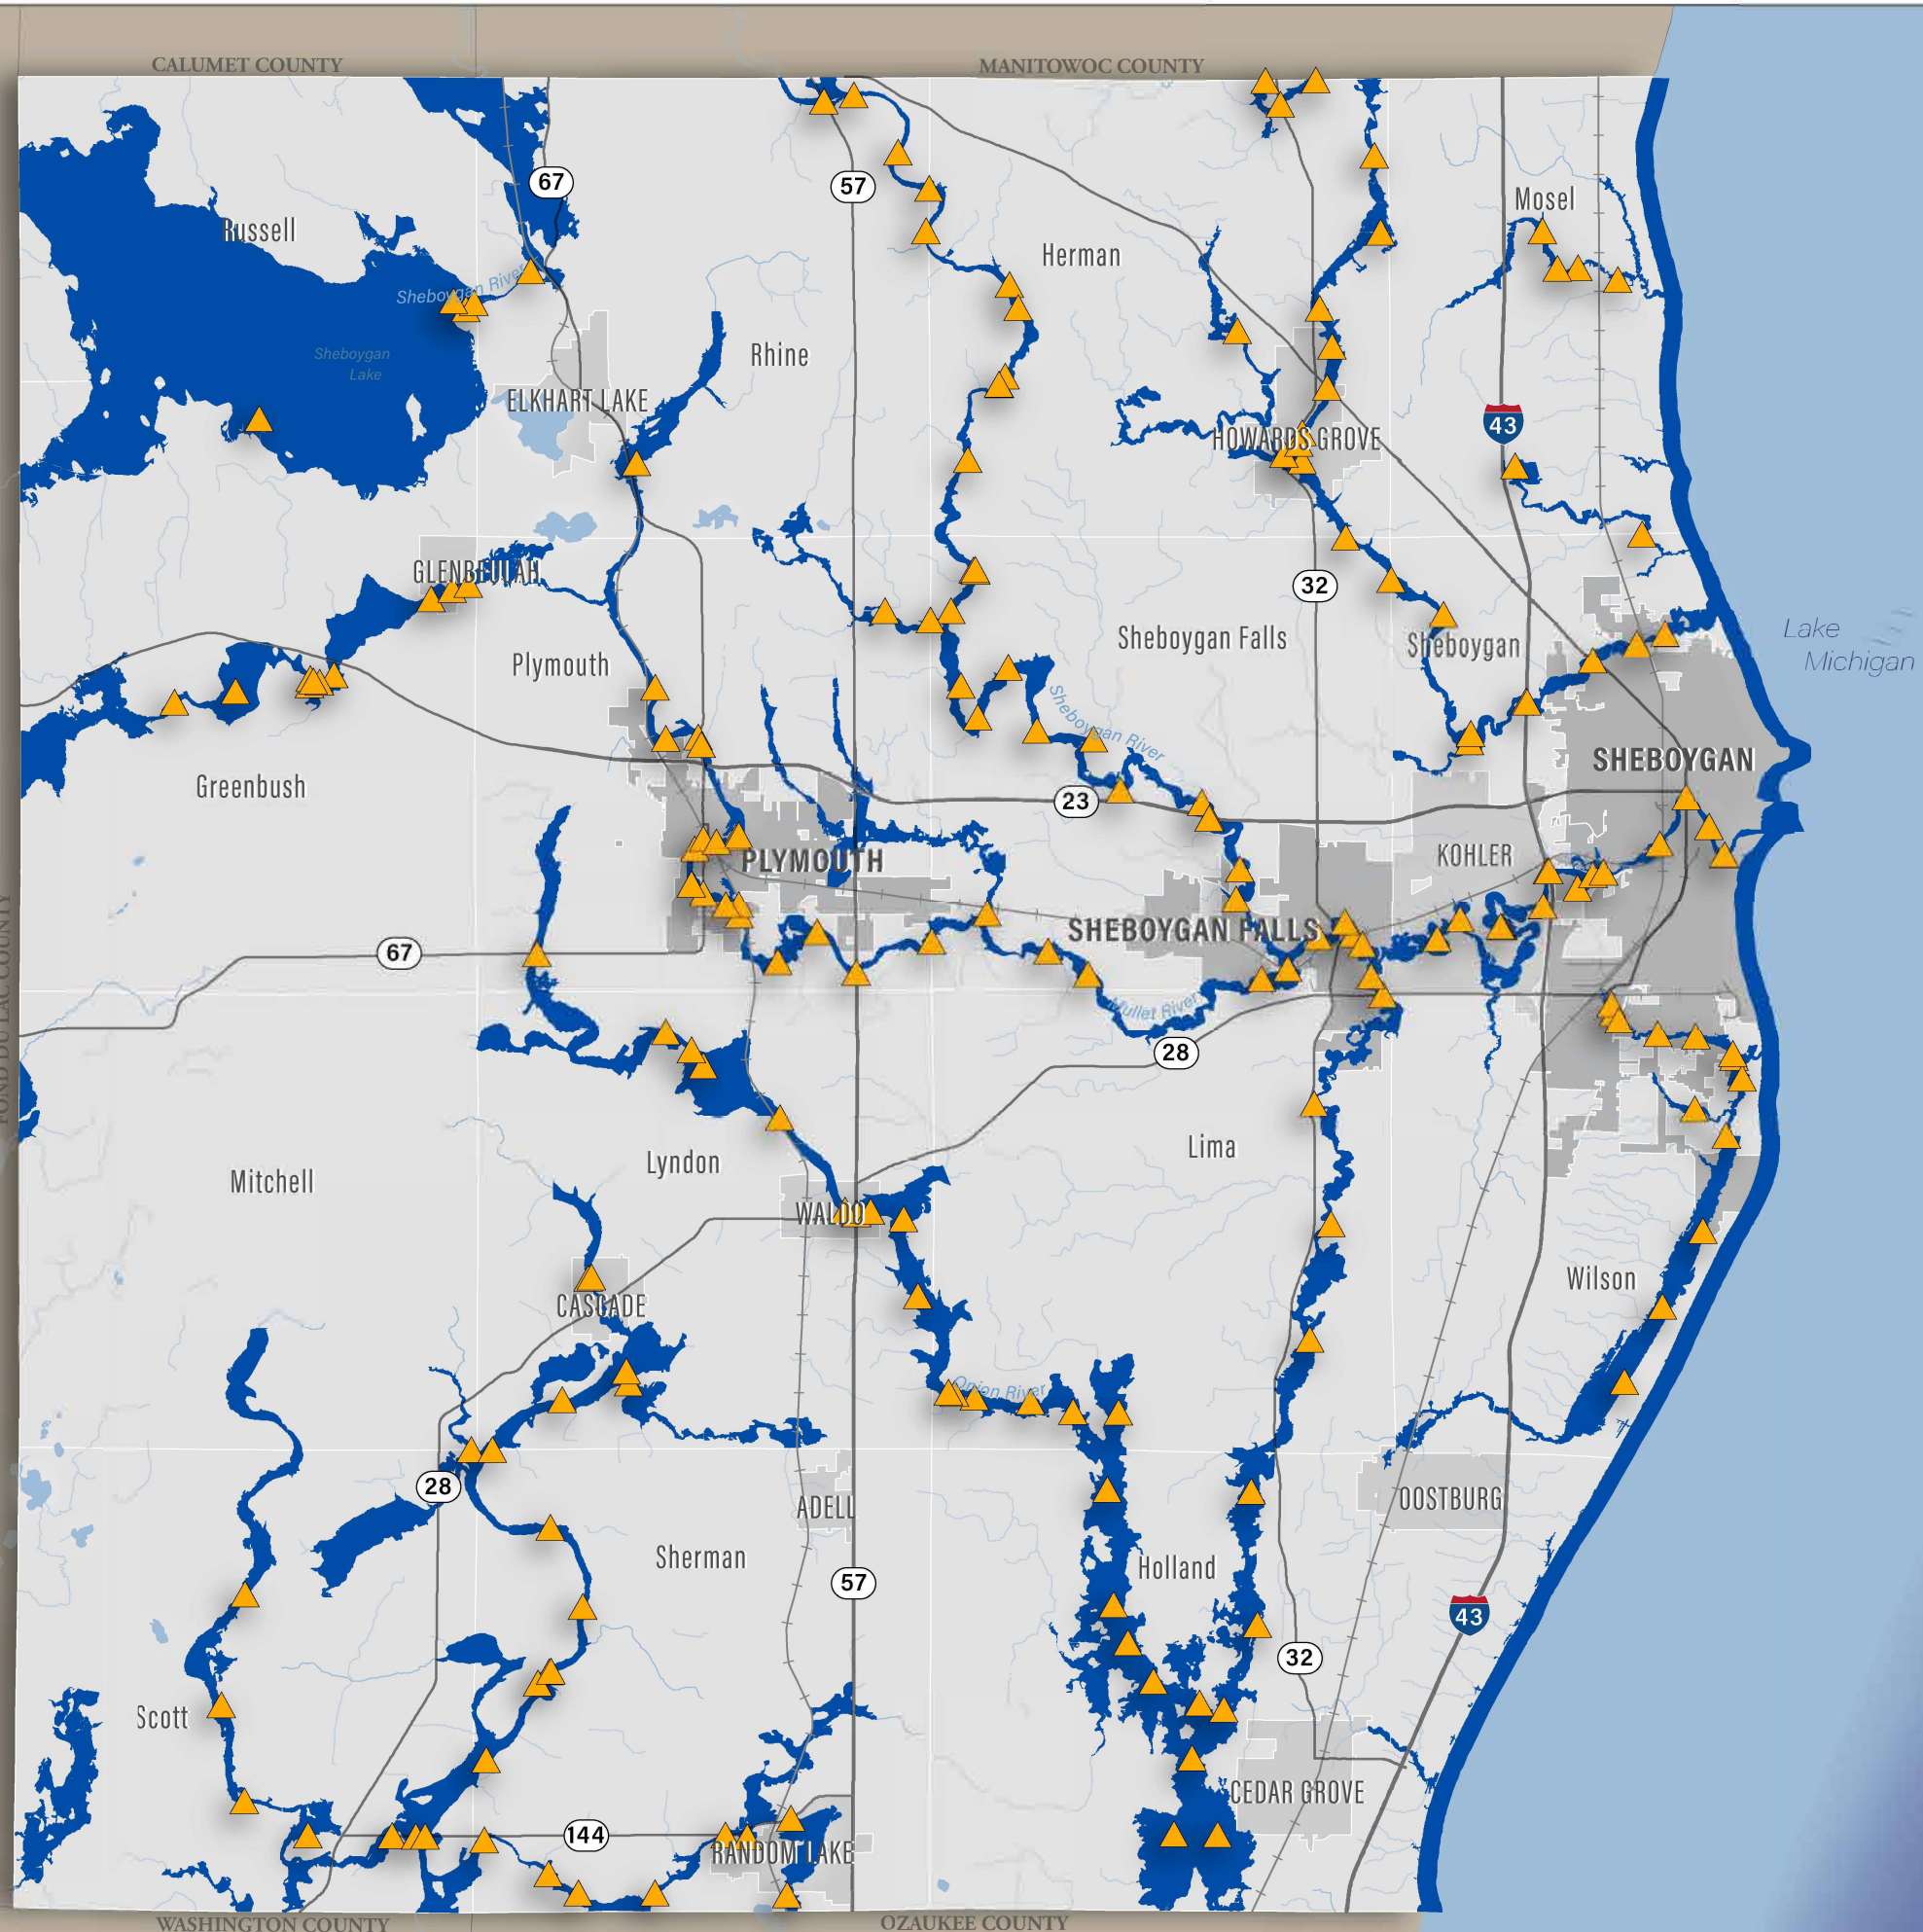 CALUMET COUNTY
MANITOWOC COUNTY
67
57
Mosel
Russell
Herman
Sheboygan River
Sheboygan
Lake
Rhine
ELKHART LAKE
43
HOWARDS GROVE
GLENBEULAH
32
Sheboygan Falls
Sheboygan
Lake
Michigan
Plymouth
Sheboygan River
SHEBOYGAN
Greenbush
23
PLYMOUTH
KOHLER
SHEBOYGAN FALLS
67
FOND DU LAC COUNTY
Mullet River
28
Lima
Lyndon
Mitchell
WALDO
Wilson
CASCADE
Onion River
28
ADELL
OOSTBURG
Sherman
Holland
57
43
32
Scott
CEDAR GROVE
144
RANDOM LAKE
WASHINGTON COUNTY
OZAUKEE COUNTY